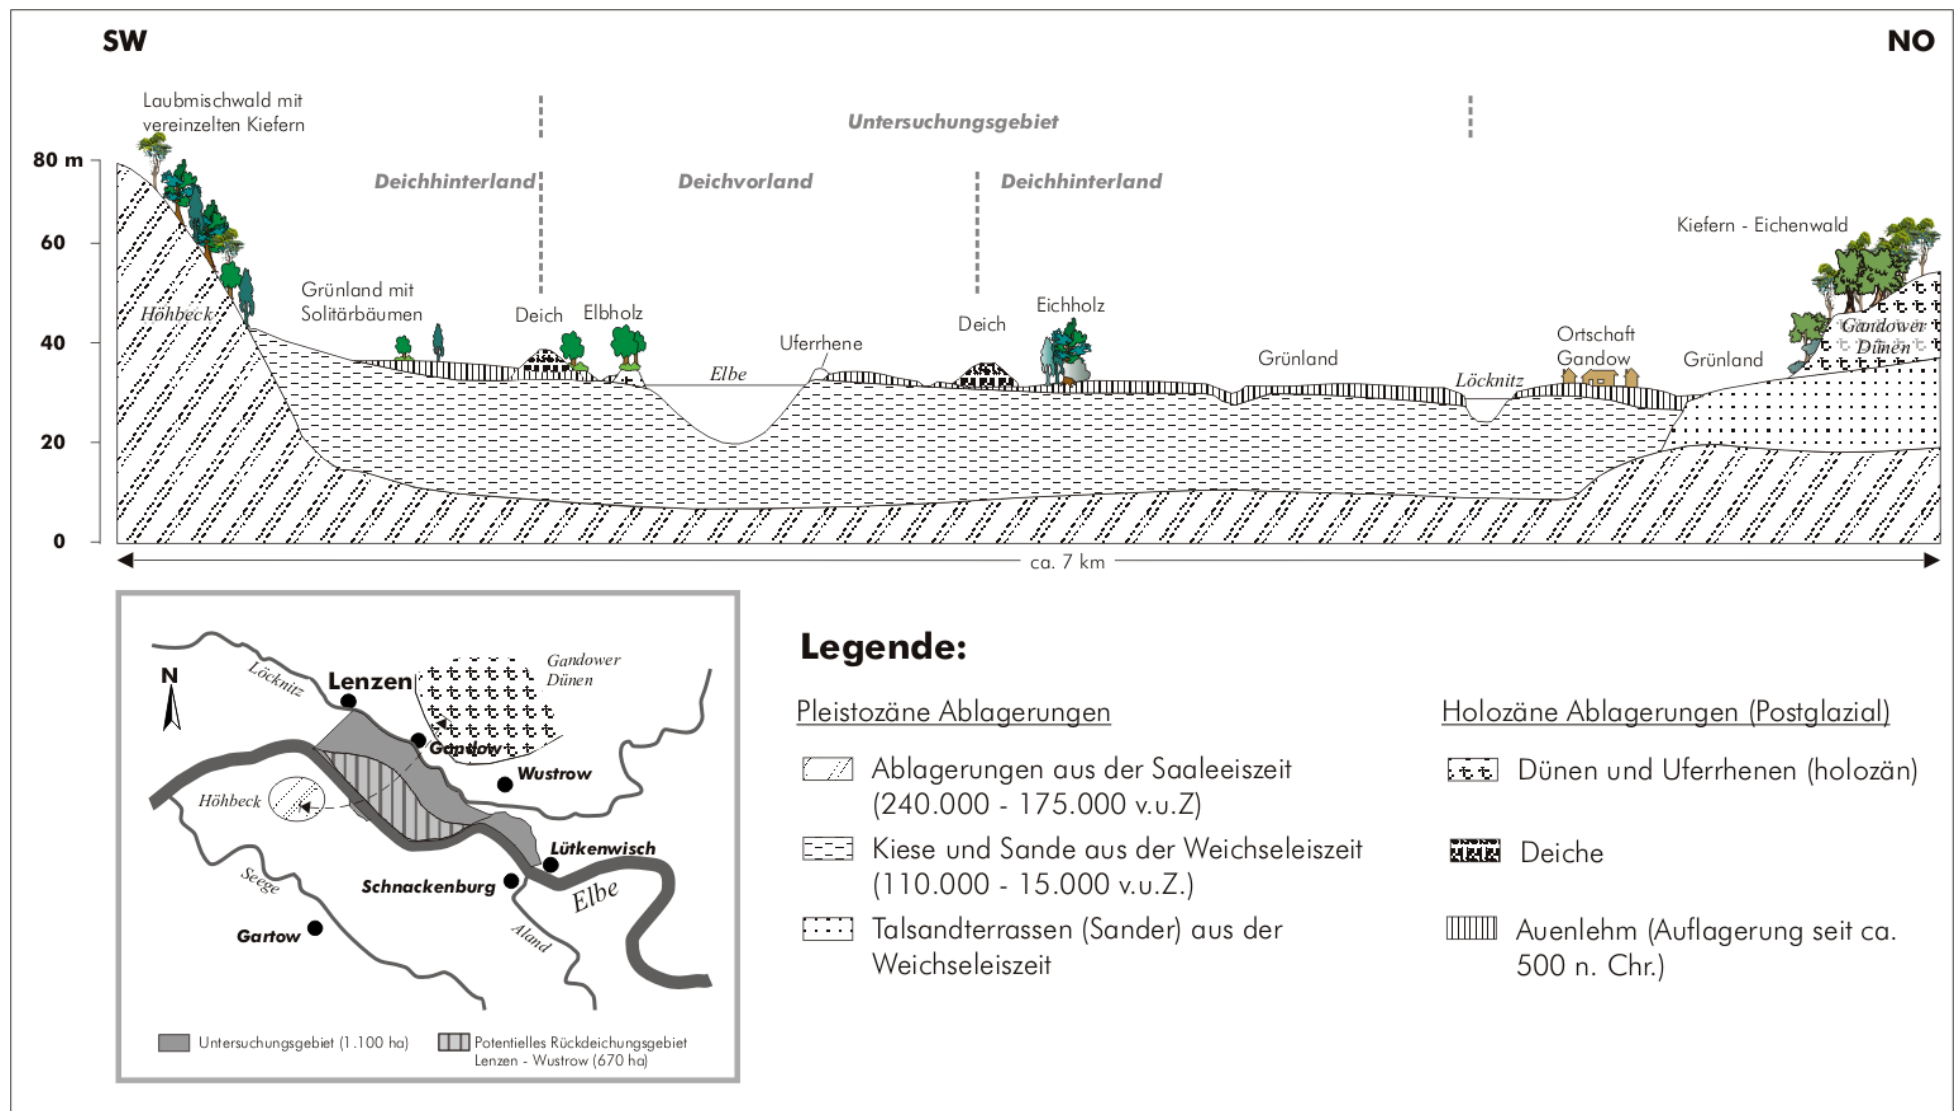 SW
NO
Laubmischwald mit
vereinzelten Kiefern
Untersuchungsgebiet
80 m
Deichhinterland
Deichvorland
Deichhinterland
60
Kiefern - Eichenwald
Grünland mit
Solitärbäumen
Höhbeck
Deich
Elbholz
Eichholz
Deich
Uferrhene
40
Elbe
Grünland
Löcknitz
Ortschaft
Gandow
Grünland
Gandower
Dünen
20
0
ca. 7 km
N
Löcknitz
Lenzen
Gandower
Dünen
Gandow
Wustrow
Höhbeck
Lütkenwisch
Schnackenburg
Elbe
Seege
Gartow
Aland
Untersuchungsgebiet (1.100 ha)
Potentielles Rückdeichungsgebiet
Lenzen - Wustrow (670 ha)
Legende:
Pleistozäne Ablagerungen
Ablagerungen aus der Saaleeiszeit
(240.000 - 175.000 v.u.Z)
Kiese und Sande aus der Weichseleiszeit
(110.000 - 15.000 v.u.Z.)
Talsandterrassen (Sander) aus der
Weichseleiszeit
Holozäne Ablagerungen (Postglazial)
Dünen und Uferrhenen (holozän)
Deiche
Auenlehm (Auflagerung seit ca.
500 n. Chr.)